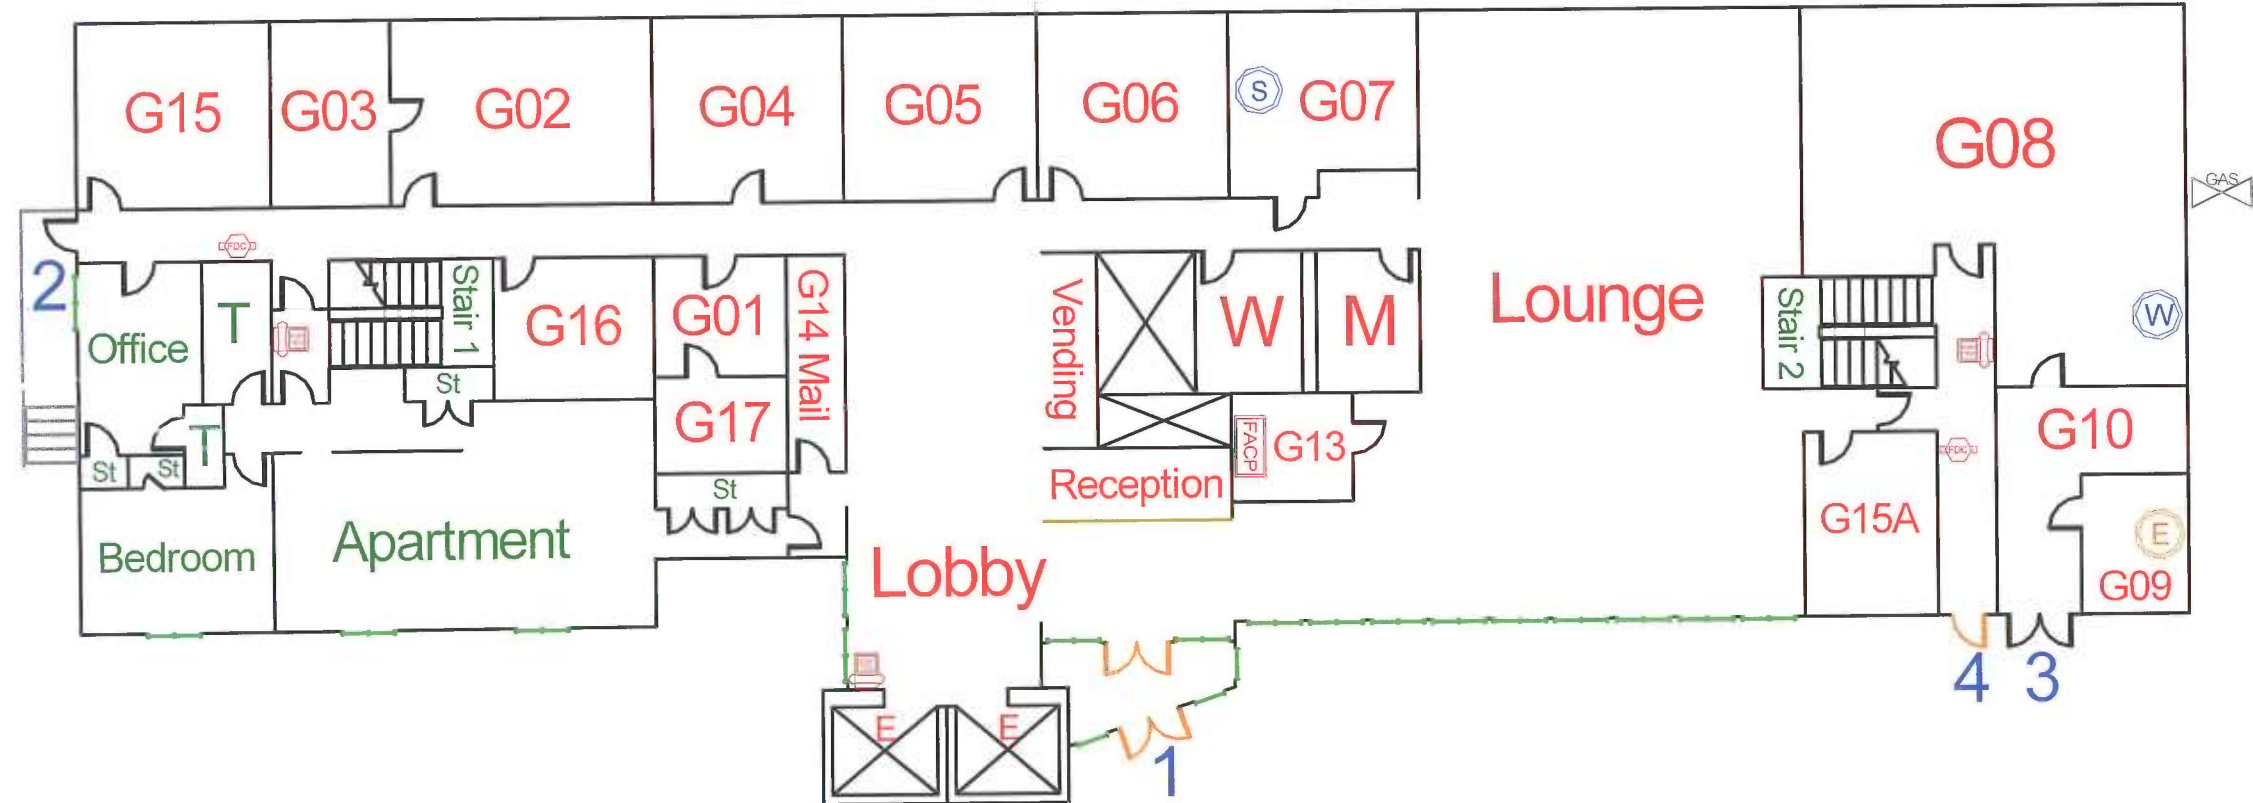 G15 G03 G02 G04 G05 G06 S G07
G08
GAS
FDC
2
Office
T
Stair 1
G16
G01
G14 Mail
Vending
W
M
Lounge
Stair 2
W
St
T
St
St
G17
St
Reception
FACP
G13
G10
FDC
G15A
E
G09
Bedroom
Apartment
Lobby
E
E
1
4
3